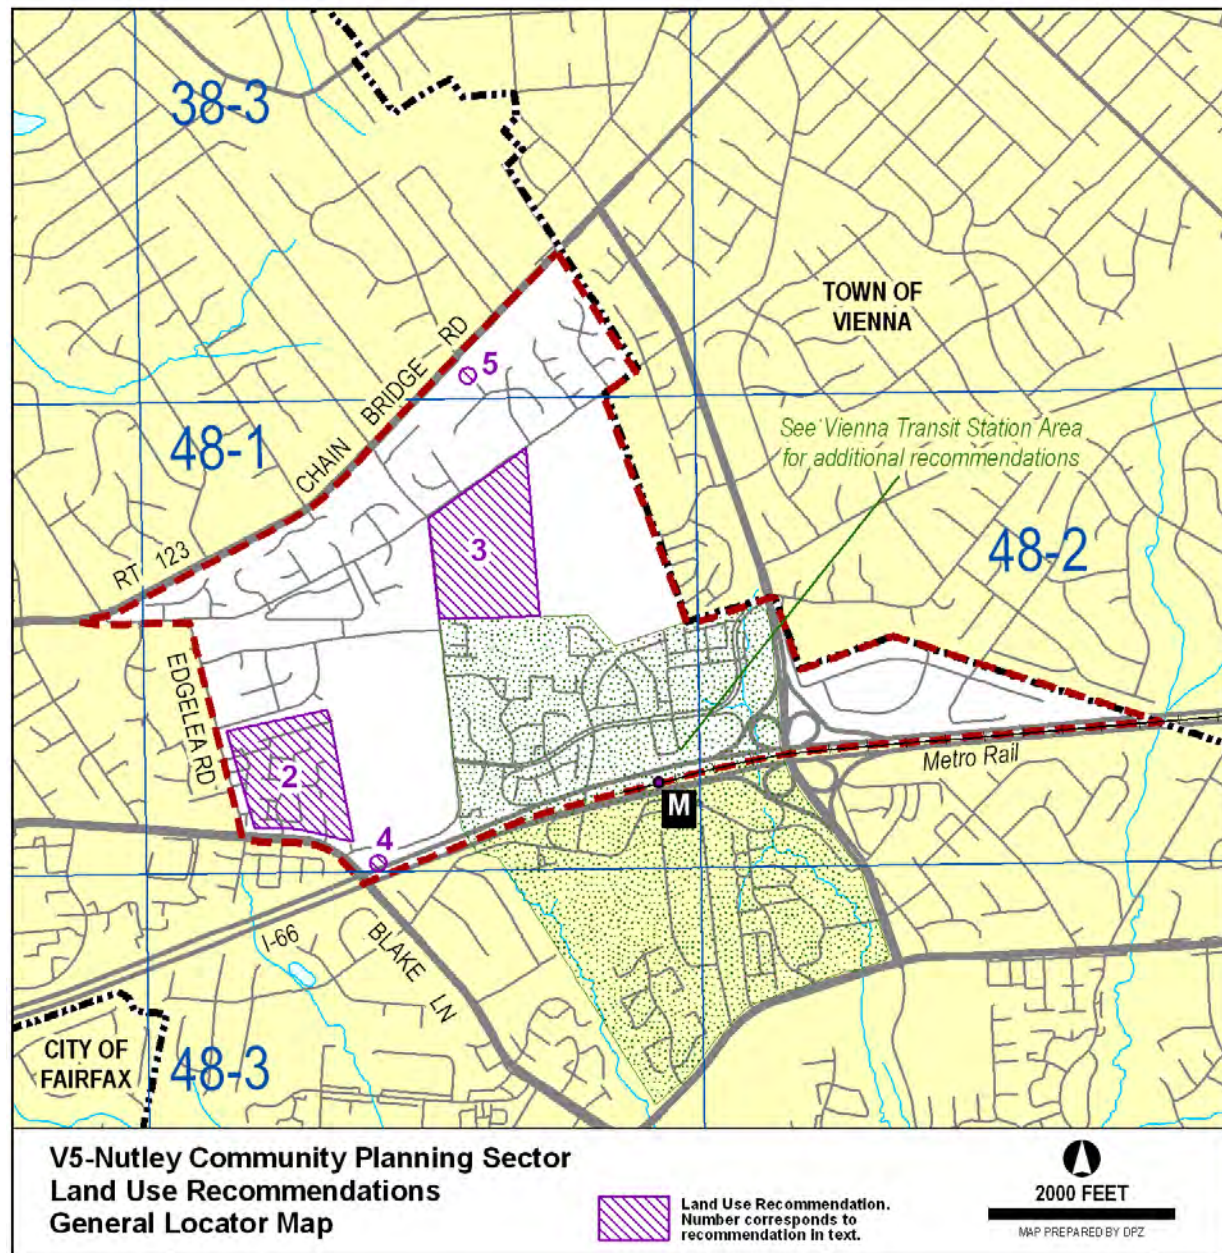 38-3
TOWN OF
VIENNA
5
CHAIN BRIDGE RD
See Vienna Transit Station Area
for additional recommendations
48-1
RT 123
3
48-2
EDGELEA RD
2
Metro Rail
M
4
I-66
BLAKE LN
CITY OF
FAIRFAX
48-3
V5-Nutley Community Planning Sector
Land Use Recommendations
General Locator Map
Land Use Recommendation.
Number corresponds to
recommendation in text.
2000 FEET
MAP PREPARED BY DPZ